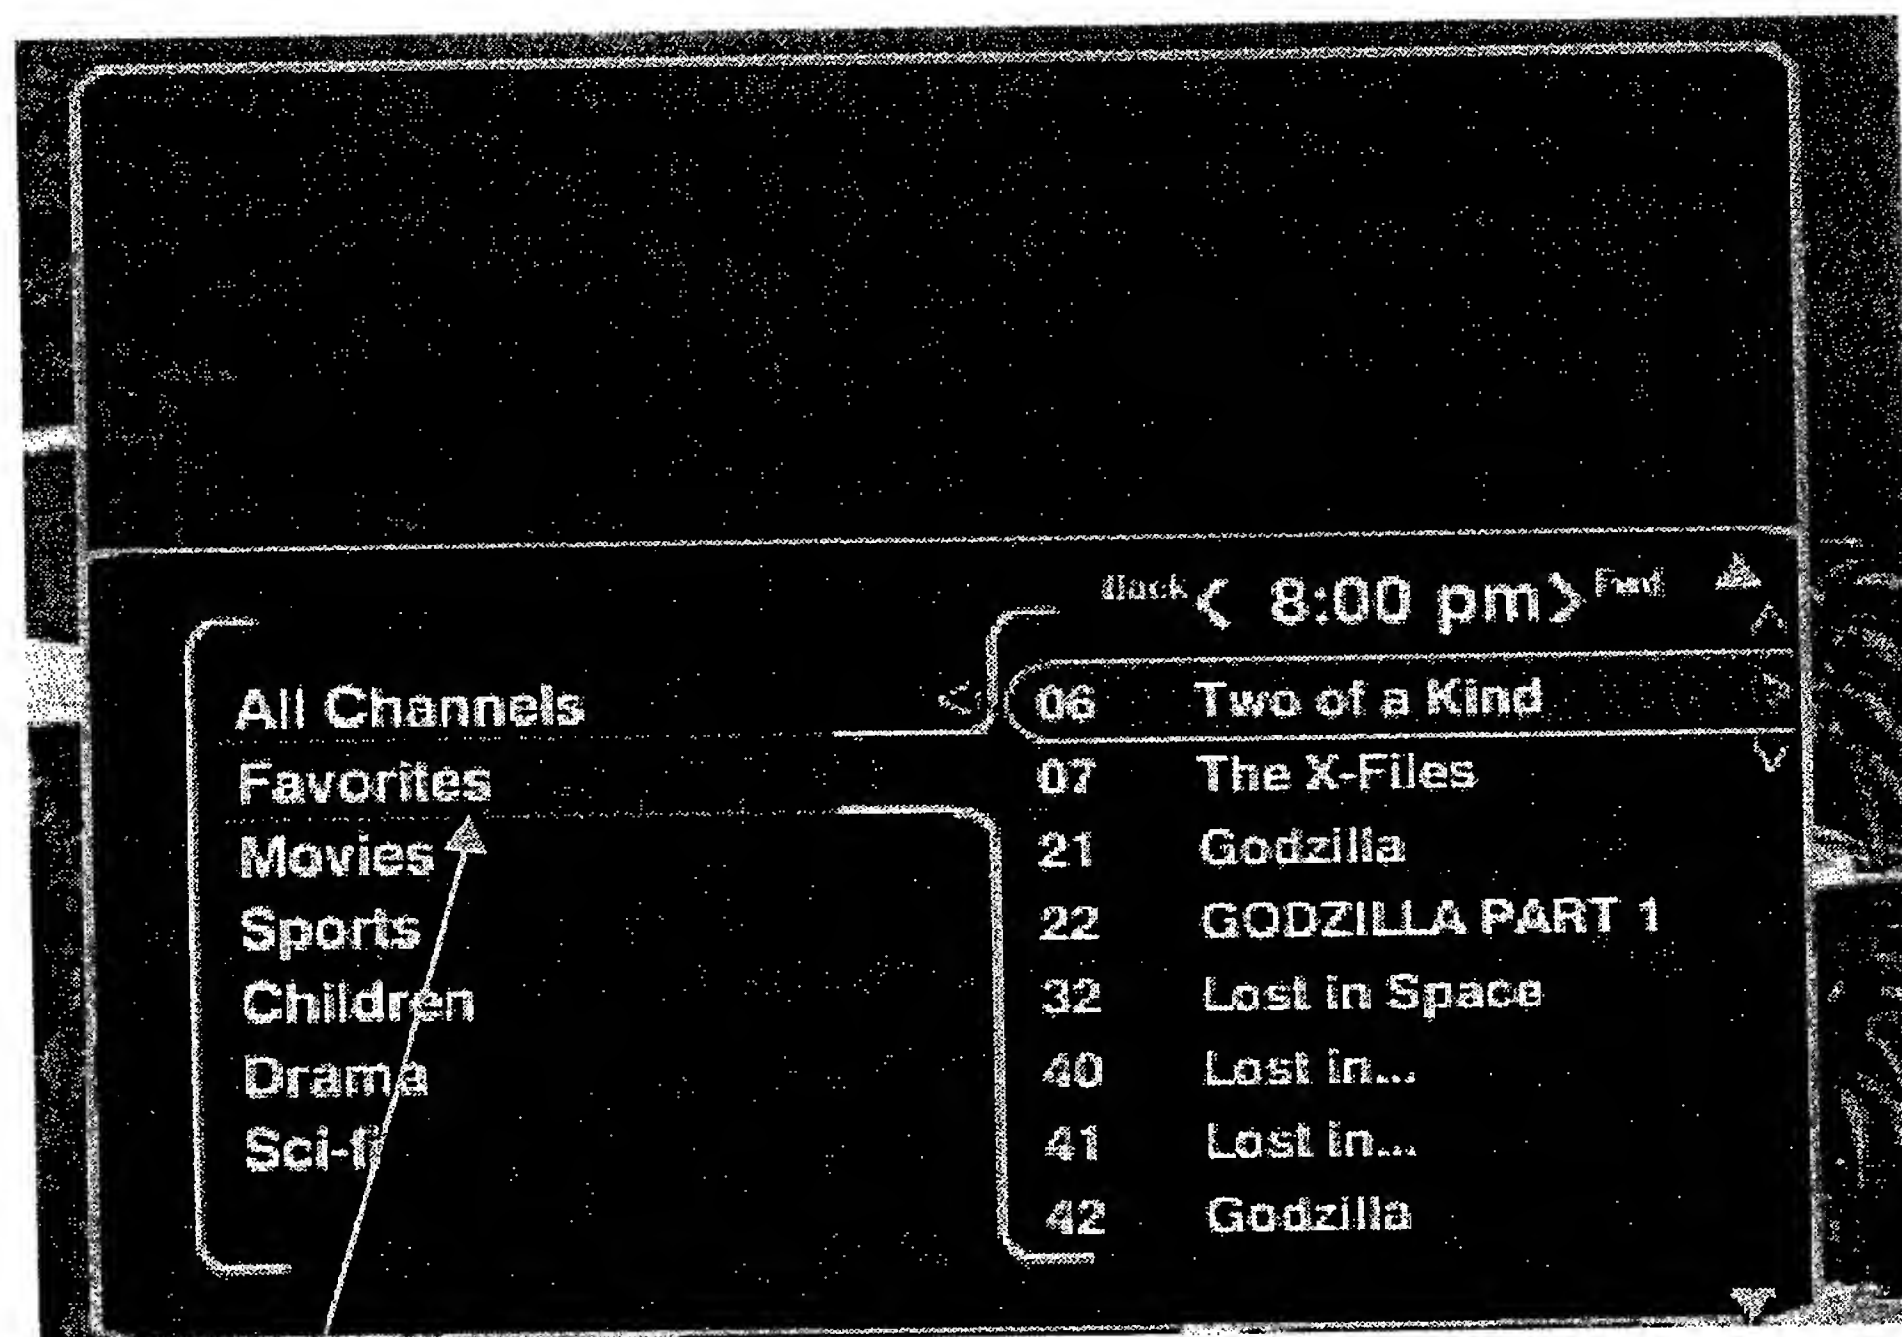 Back < 8:00 pm > Fwd
All Channels
Favorites
Movies
Sports
Children
Drama
Sci-fi
06 Two of a Kind
07 The X-Files
21 Godzilla
22 GODZILLA PART 1
32 Lost in Space
40 Lost in...
41 Lost in...
42 Godzilla